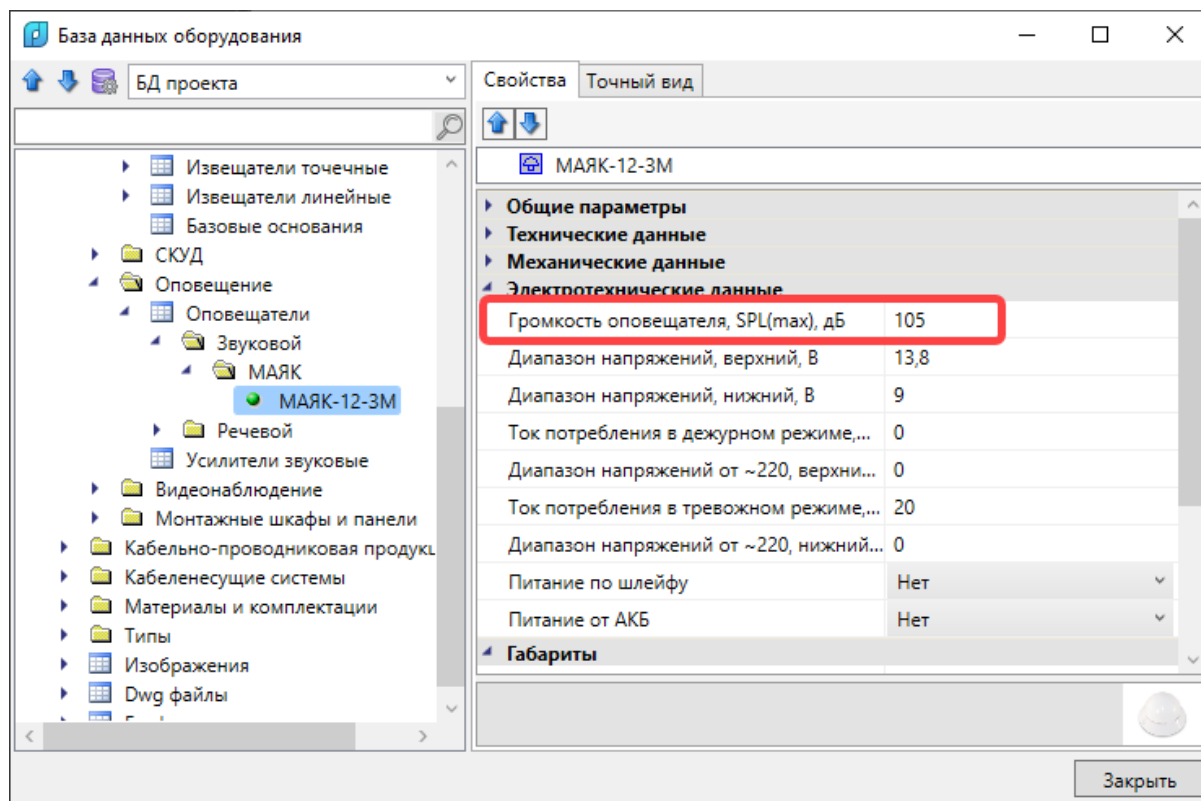 База данных оборудования
БД проекта
Извещатели точечные
Извещатели линейные
Базовые основания
СКУД
Оповещение
Оповещатели
Звуковой
МАЯК
МАЯК-12-3М
Речевой
Усилители звуковые
Видеонаблюдение
Монтажные шкафы и панели
Кабельно-проводниковая продукц
Кабеленесущие системы
Материалы и комплектации
Типы
Изображения
Dwg файлы
Свойства Точный вид
МАЯК-12-3М
Общие параметры
Технические данные
Механические данные
Электротехнические данные
Громкость оповещателя, SPL(max), дБ 105
Диапазон напряжений, верхний, В 13,8
Диапазон напряжений, нижний, В 9
Ток потребления в дежурном режиме,... 0
Диапазон напряжений от ~220, верхни... 0
Ток потребления в тревожном режиме,... 20
Диапазон напряжений от ~220, нижний... 0
Питание по шлейфу Нет
Питание от АКБ Нет
Габариты
Закрыть